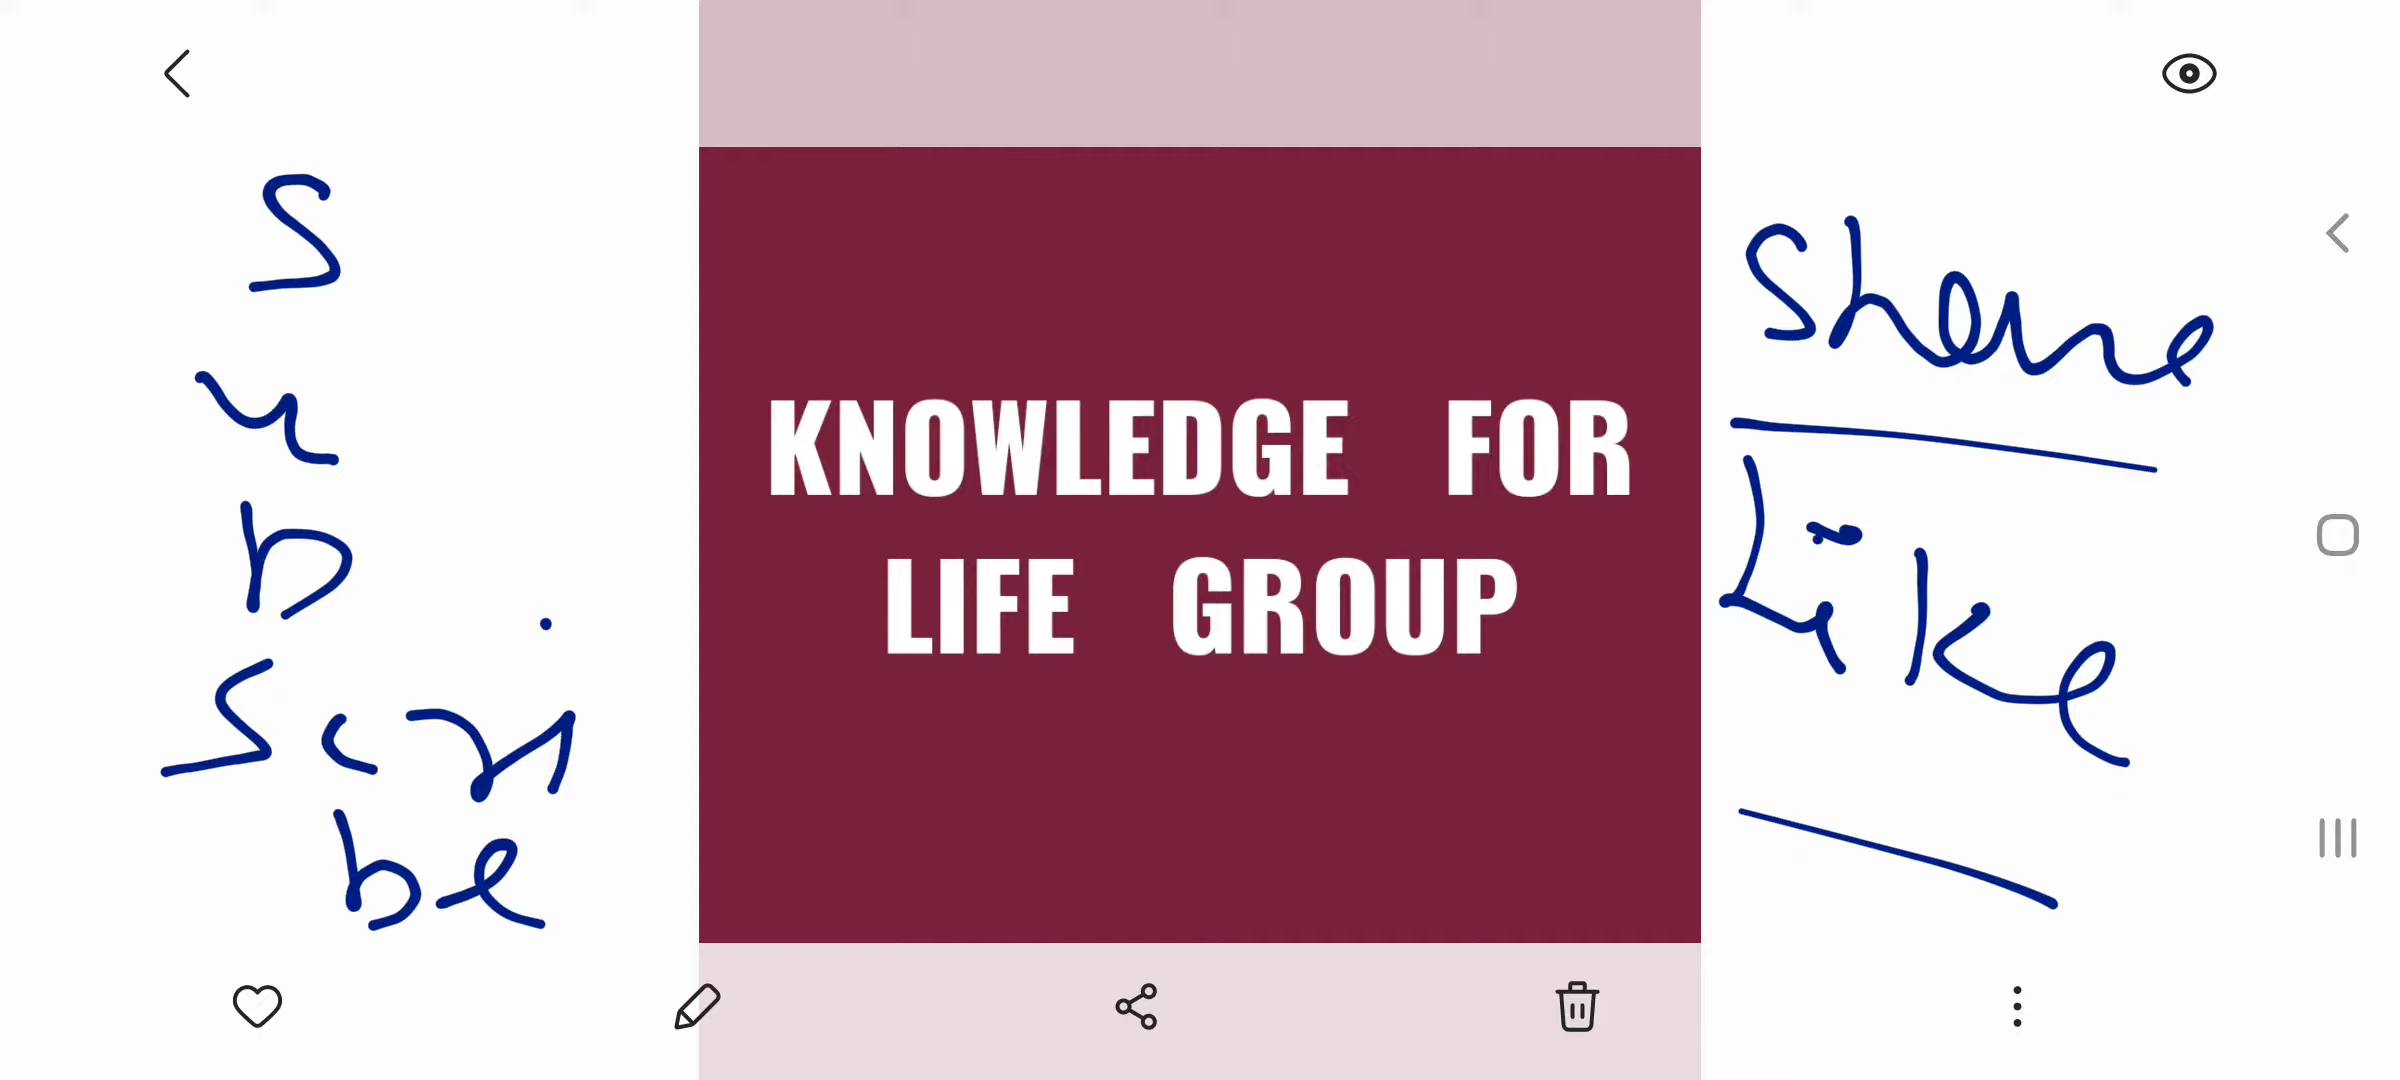 S
u
b
Scri
be
KNOWLEDGE FOR
LIFE GROUP
Share
Like